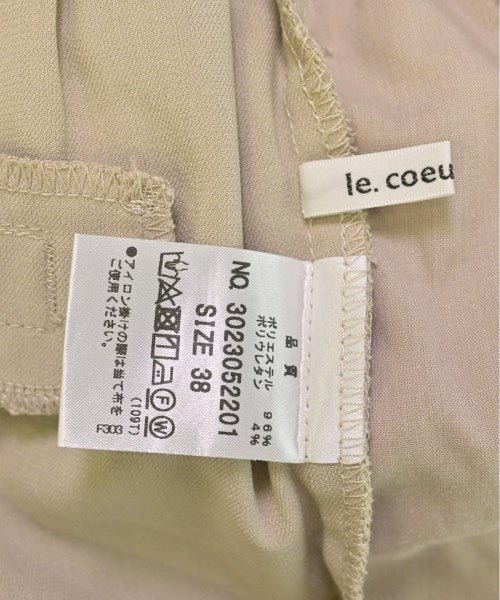 le. coeu
品 質
ポリエステル 96%
ポリウレタン 4%
NO. 3023052201
SIZE 38
F W
(109T)
●アイロン掛けの際は当て布を
ご使用ください。
F303